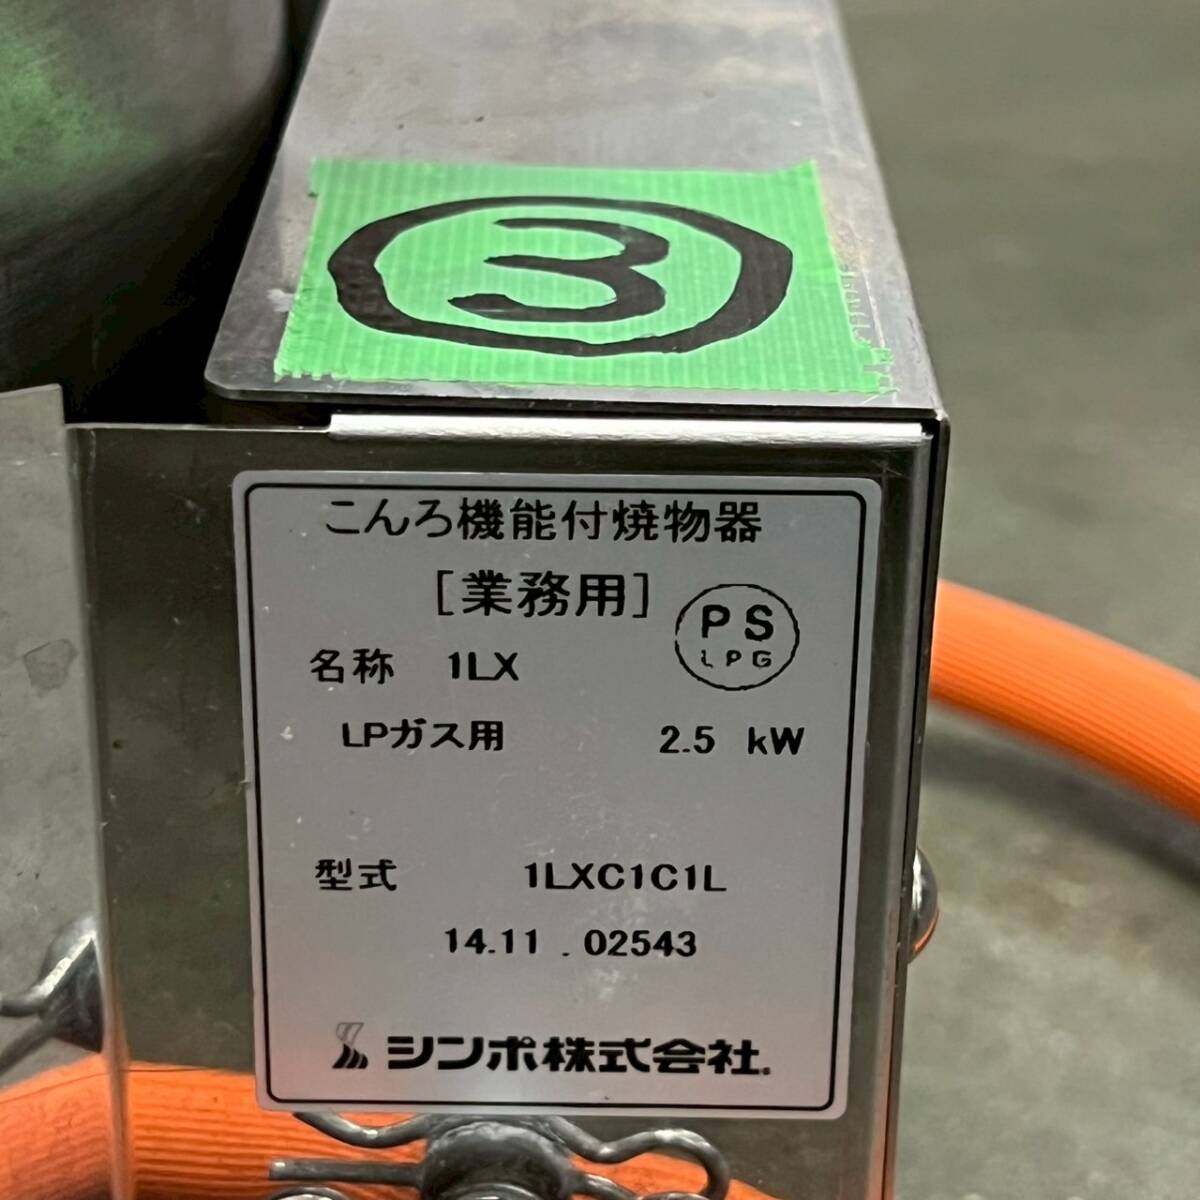 ③
こんろ機能付焼物器
[業務用]
PS
LPG
名称 1LX
LPガス用 2.5 kW
型式 1LXC1C1L
14.11 . 02543
シンポ株式会社.